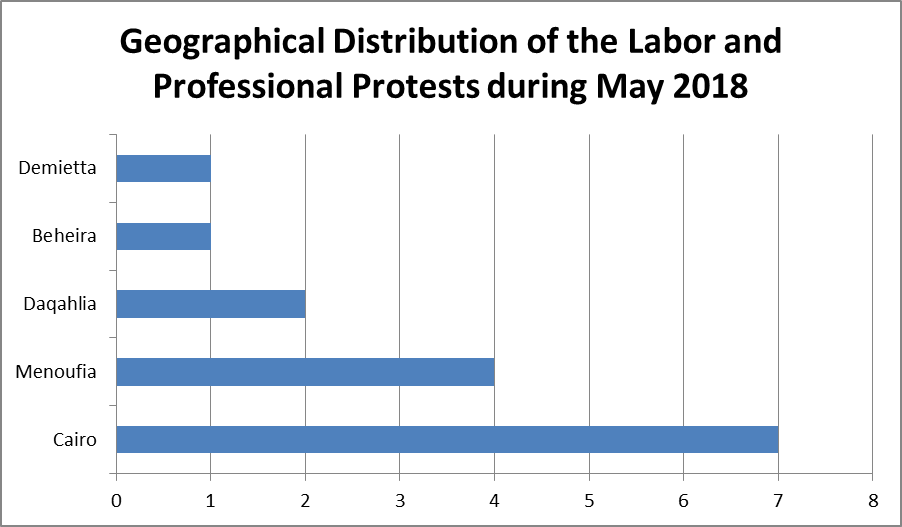 Geographical Distribution of the Labor and
Professional Protests during May 2018
Demietta
Beheira
Daqahlia
Menoufia
Cairo
0 1 2 3 4 5 6 7 8